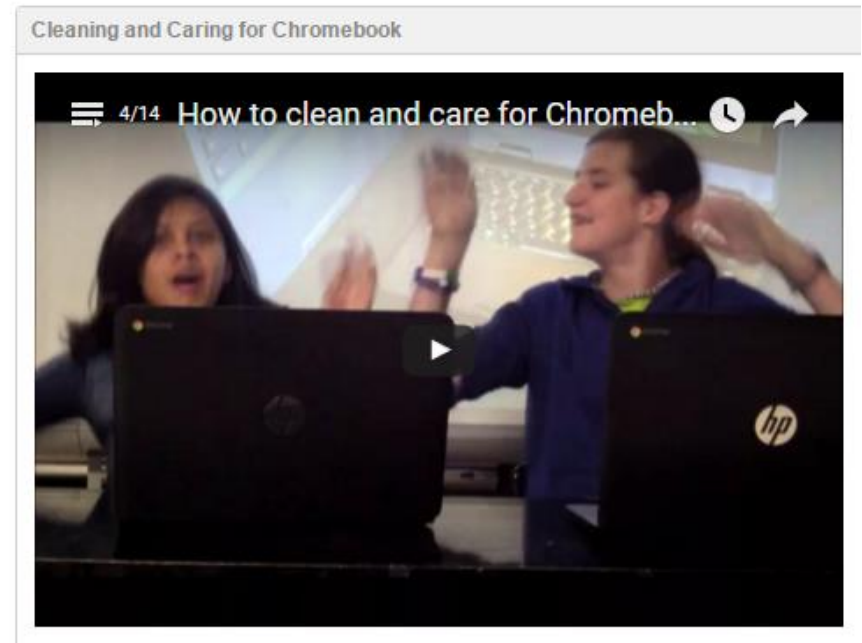 Cleaning and Caring for Chromebook
4/14 How to clean and care for Chromeb...
hp